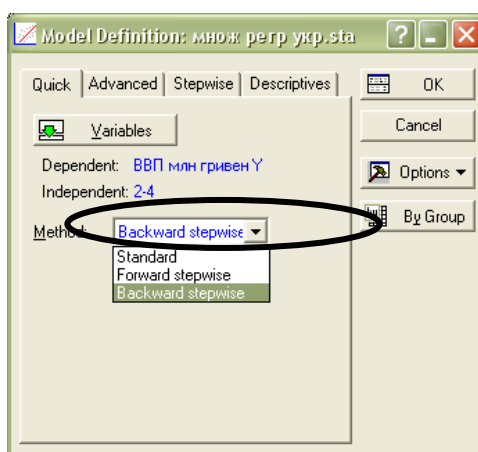 Model Definition: множ регр укр.sta
Quick Advanced Stepwise Descriptives
OK
Variables
Cancel
Dependent: ВВП млн гривен Y
Options
Independent: 2-4
By Group
Method: Backward stepwise
Standard
Forward stepwise
Backward stepwise